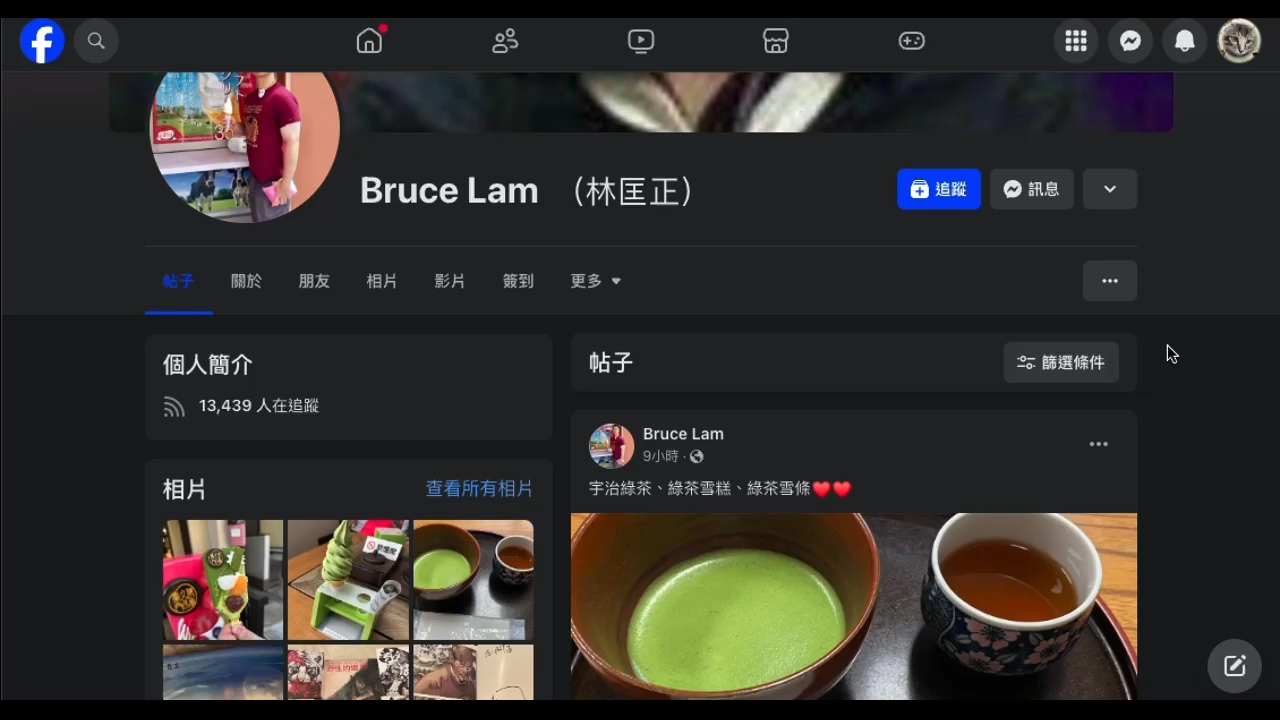 Bruce Lam （林匡正）
追蹤
訊息
帖子
關於
朋友
相片
影片
簽到
更多
個人簡介
13,439 人在追蹤
相片
查看所有相片
帖子
篩選條件
Bruce Lam
9小時 ·
宇治綠茶、綠茶雪糕、綠茶雪條❤️❤️